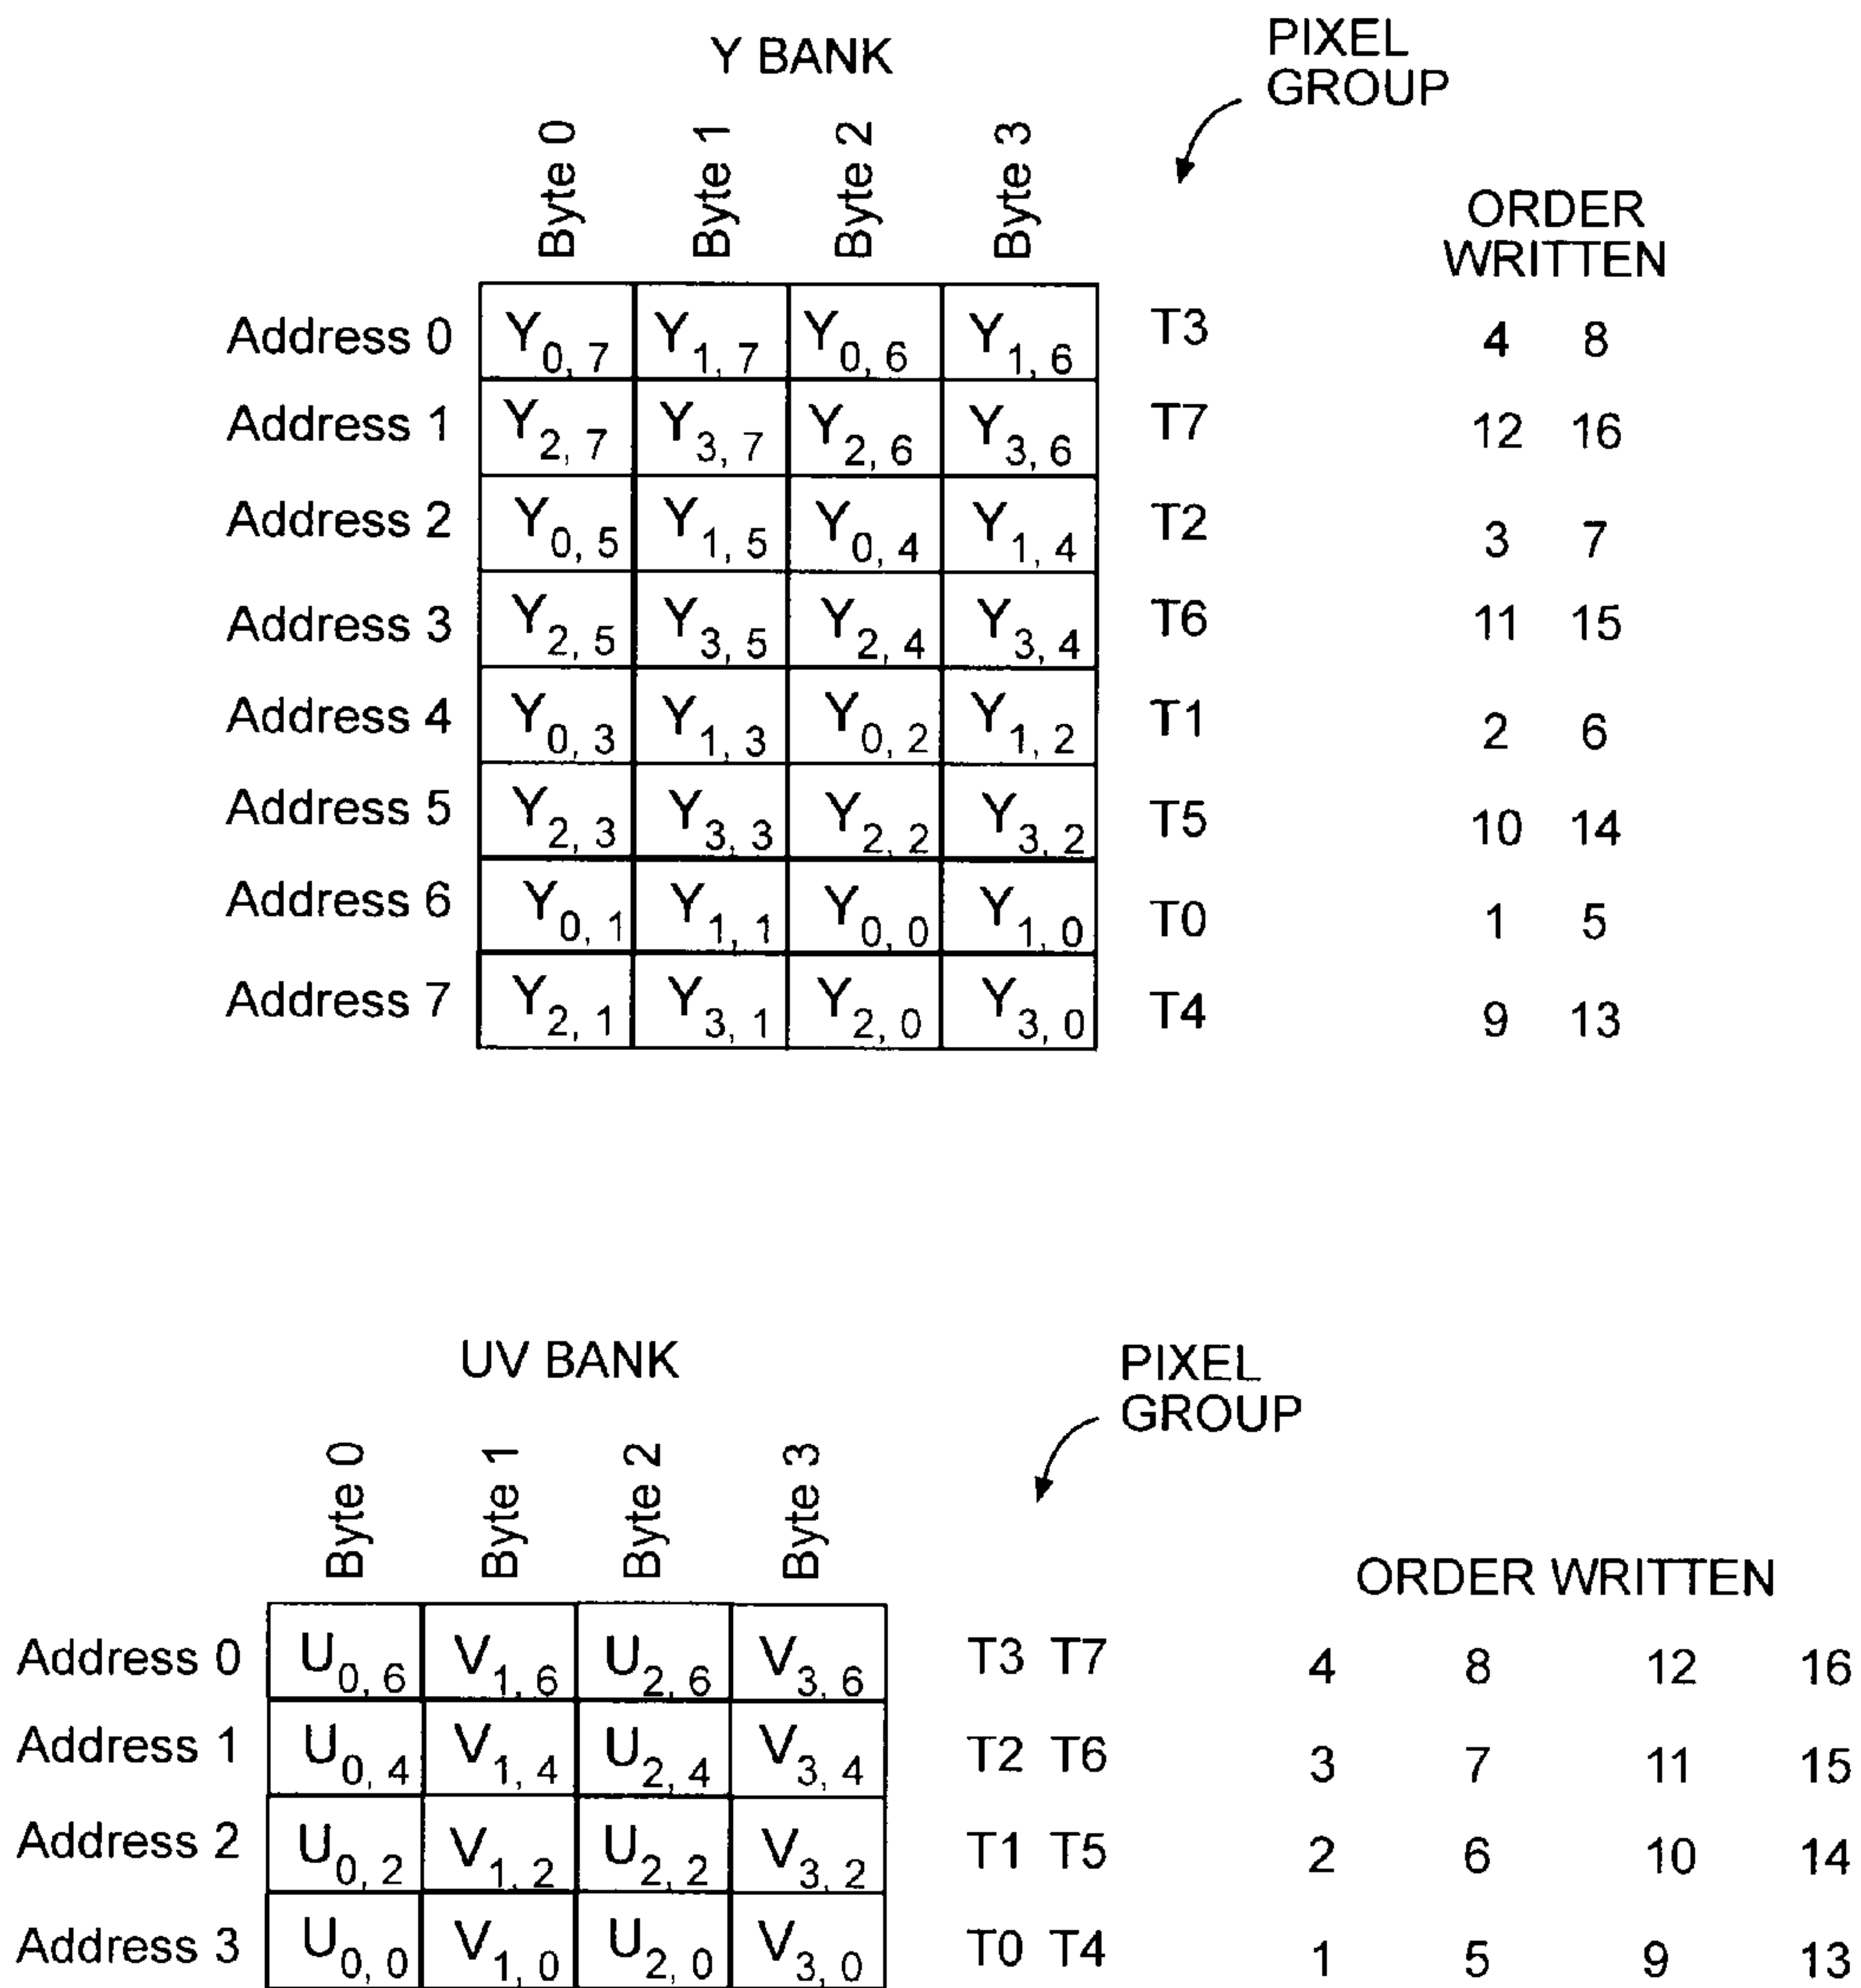 Y BANK
PIXEL
GROUP
Byte 0 Byte 1 Byte 2 Byte 3
ORDER
WRITTEN
Address 0 Y0, 7 Y1, 7 Y0, 6 Y1, 6 T3 4 8
Address 1 Y2, 7 Y3, 7 Y2, 6 Y3, 6 T7 12 16
Address 2 Y0, 5 Y1, 5 Y0, 4 Y1, 4 T2 3 7
Address 3 Y2, 5 Y3, 5 Y2, 4 Y3, 4 T6 11 15
Address 4 Y0, 3 Y1, 3 Y0, 2 Y1, 2 T1 2 6
Address 5 Y2, 3 Y3, 3 Y2, 2 Y3, 2 T5 10 14
Address 6 Y0, 1 Y1, 1 Y0, 0 Y1, 0 T0 1 5
Address 7 Y2, 1 Y3, 1 Y2, 0 Y3, 0 T4 9 13
UV BANK
PIXEL
GROUP
Byte 0 Byte 1 Byte 2 Byte 3
ORDER WRITTEN
Address 0 U0, 6 V1, 6 U2, 6 V3, 6 T3 T7 4 8 12 16
Address 1 U0, 4 V1, 4 U2, 4 V3, 4 T2 T6 3 7 11 15
Address 2 U0, 2 V1, 2 U2, 2 V3, 2 T1 T5 2 6 10 14
Address 3 U0, 0 V1, 0 U2, 0 V3, 0 T0 T4 1 5 9 13